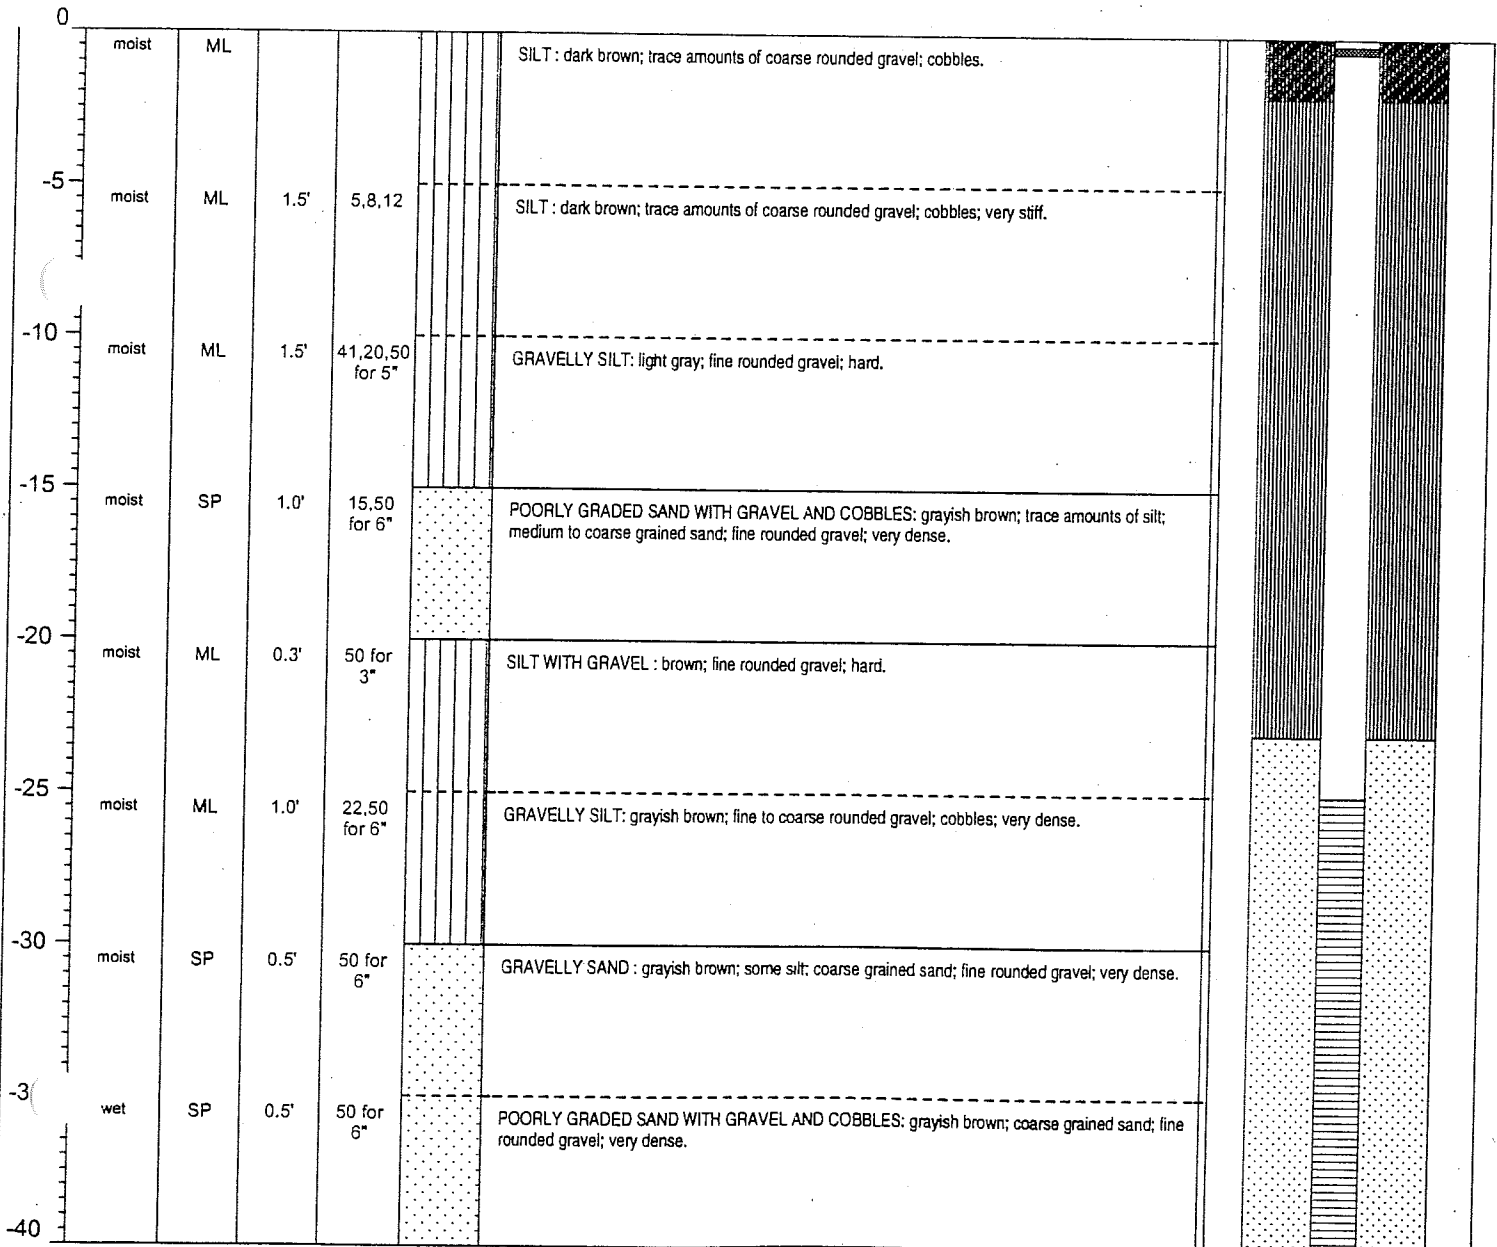 0
moist ML SILT : dark brown; trace amounts of coarse rounded gravel; cobbles.
-5
moist ML 1.5' 5,8,12 SILT : dark brown; trace amounts of coarse rounded gravel; cobbles; very stiff.
-10
moist ML 1.5' 41,20,50 GRAVELLY SILT: light gray; fine rounded gravel; hard.
for 5"
-15
moist SP 1.0' 15,50 POORLY GRADED SAND WITH GRAVEL AND COBBLES: grayish brown; trace amounts of silt;
for 6" medium to coarse grained sand; fine rounded gravel; very dense.
-20
moist ML 0.3' 50 for SILT WITH GRAVEL : brown; fine rounded gravel; hard.
3"
-25
moist ML 1.0' 22,50 GRAVELLY SILT: grayish brown; fine to coarse rounded gravel; cobbles; very dense.
for 6"
-30
moist SP 0.5' 50 for GRAVELLY SAND : grayish brown; some silt; coarse grained sand; fine rounded gravel; very dense.
6"
-3
wet SP 0.5' 50 for POORLY GRADED SAND WITH GRAVEL AND COBBLES: grayish brown; coarse grained sand; fine
6" rounded gravel; very dense.
-40